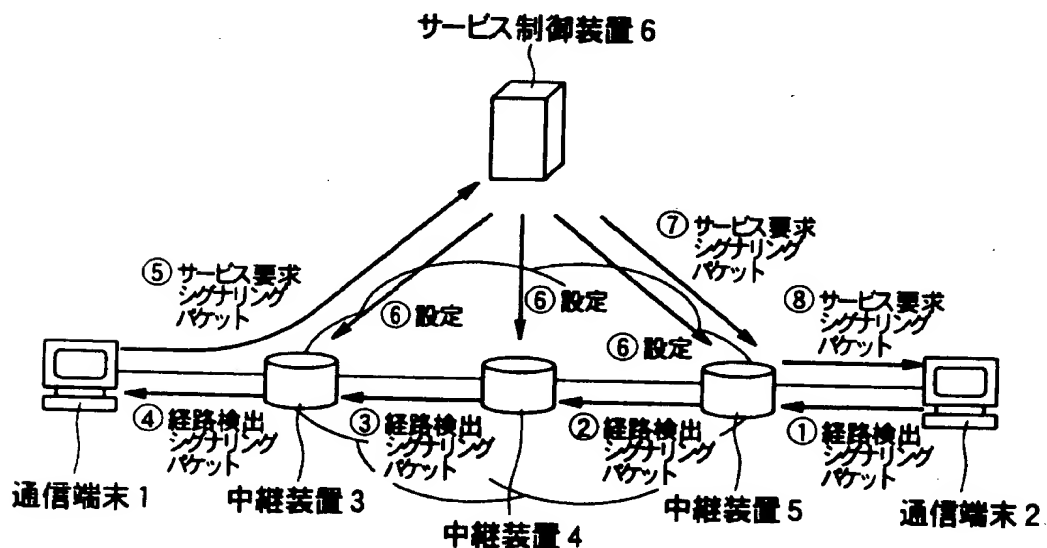 サービス制御装置6
⑦ サービス要求
シグナリング
パケット
⑤ サービス要求
シグナリング
パケット
⑥ 設定
⑥ 設定
⑧ サービス要求
シグナリング
パケット
⑥ 設定
④ 経路検出
シグナリング
パケット
③ 経路検出
シグナリング
パケット
② 経路検出
シグナリング
パケット
① 経路検出
シグナリング
パケット
通信端末1
中継装置3
中継装置4
中継装置5
通信端末2